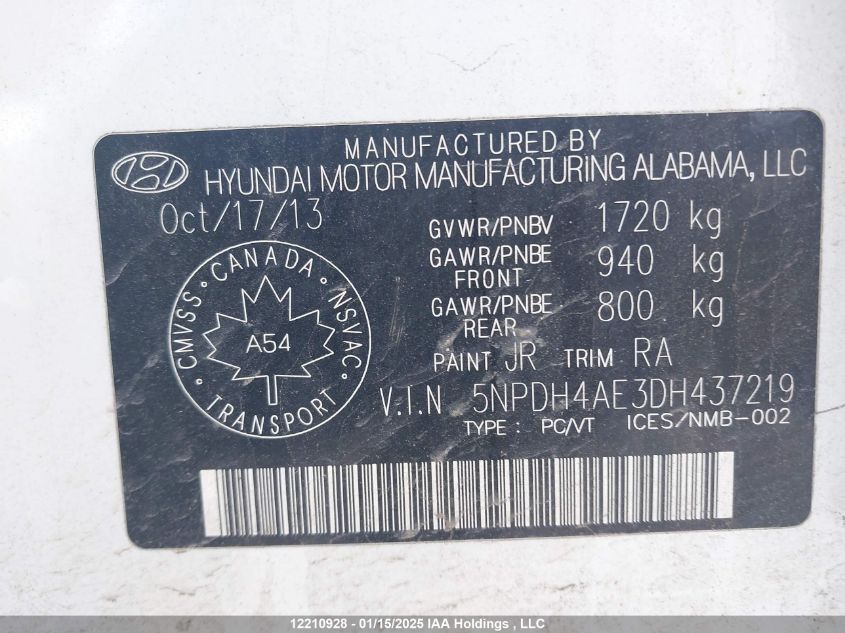 MANUFACTURED BY
HYUNDAI MOTOR MANUFACTURING ALABAMA, LLC
Oct/17/13
GVWR/PNBV 1720 kg
GAWR/PNBE FRONT 940 kg
GAWR/PNBE REAR 800 kg
PAINT JR TRIM RA
V.I.N 5NPDH4AE3DH437219
TYPE : PC/VT ICES/NMB-002
CMVSS • CANADA • NSVAC • TRANSPORT •
A54
12210928 - 01/15/2025 IAA Holdings , LLC